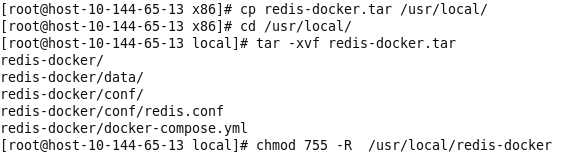 [root@host-10-144-65-13 x86]# cp redis-docker.tar /usr/local/
[root@host-10-144-65-13 x86]# cd /usr/local/
[root@host-10-144-65-13 local]# tar -xvf redis-docker.tar
redis-docker/
redis-docker/data/
redis-docker/conf/
redis-docker/conf/redis.conf
redis-docker/docker-compose.yml
[root@host-10-144-65-13 local]# chmod 755 -R  /usr/local/redis-docker